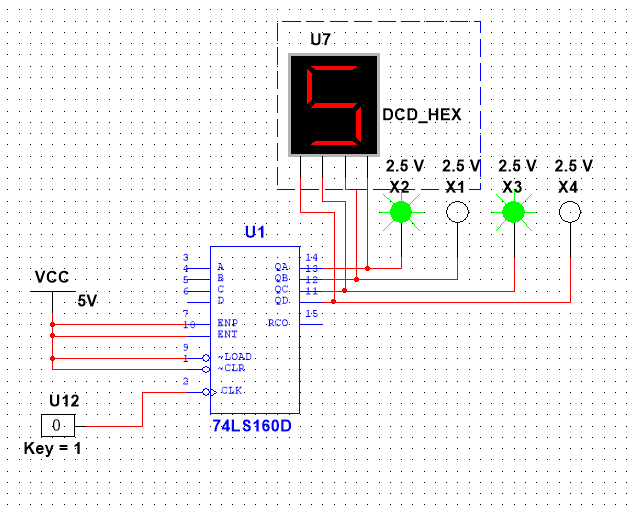 U7
5
DCD_HEX
2.5 V 2.5 V 2.5 V 2.5 V
X2 X1 X3 X4
U1
3 A QA 14
4 B QB 13
5 C QC 12
6 D QD 11
7 ENP RCO 15
10 ENT
9 ~LOAD
1 ~CLR
2 CLK
74LS160D
VCC
5V
U12
0
Key = 1